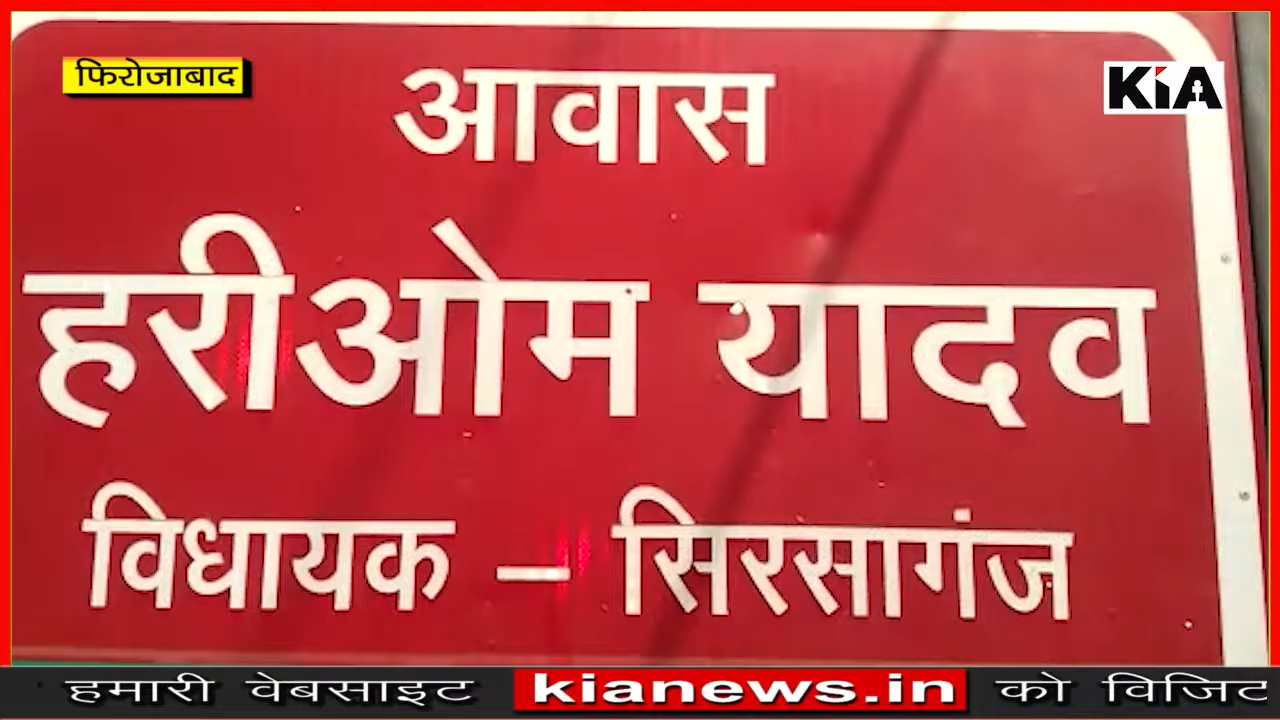 फिरोजाबाद
KiA
आवास
हरीओम यादव
विधायक – सिरसागंज
हमारी वेबसाइट kianews.in को विजिट